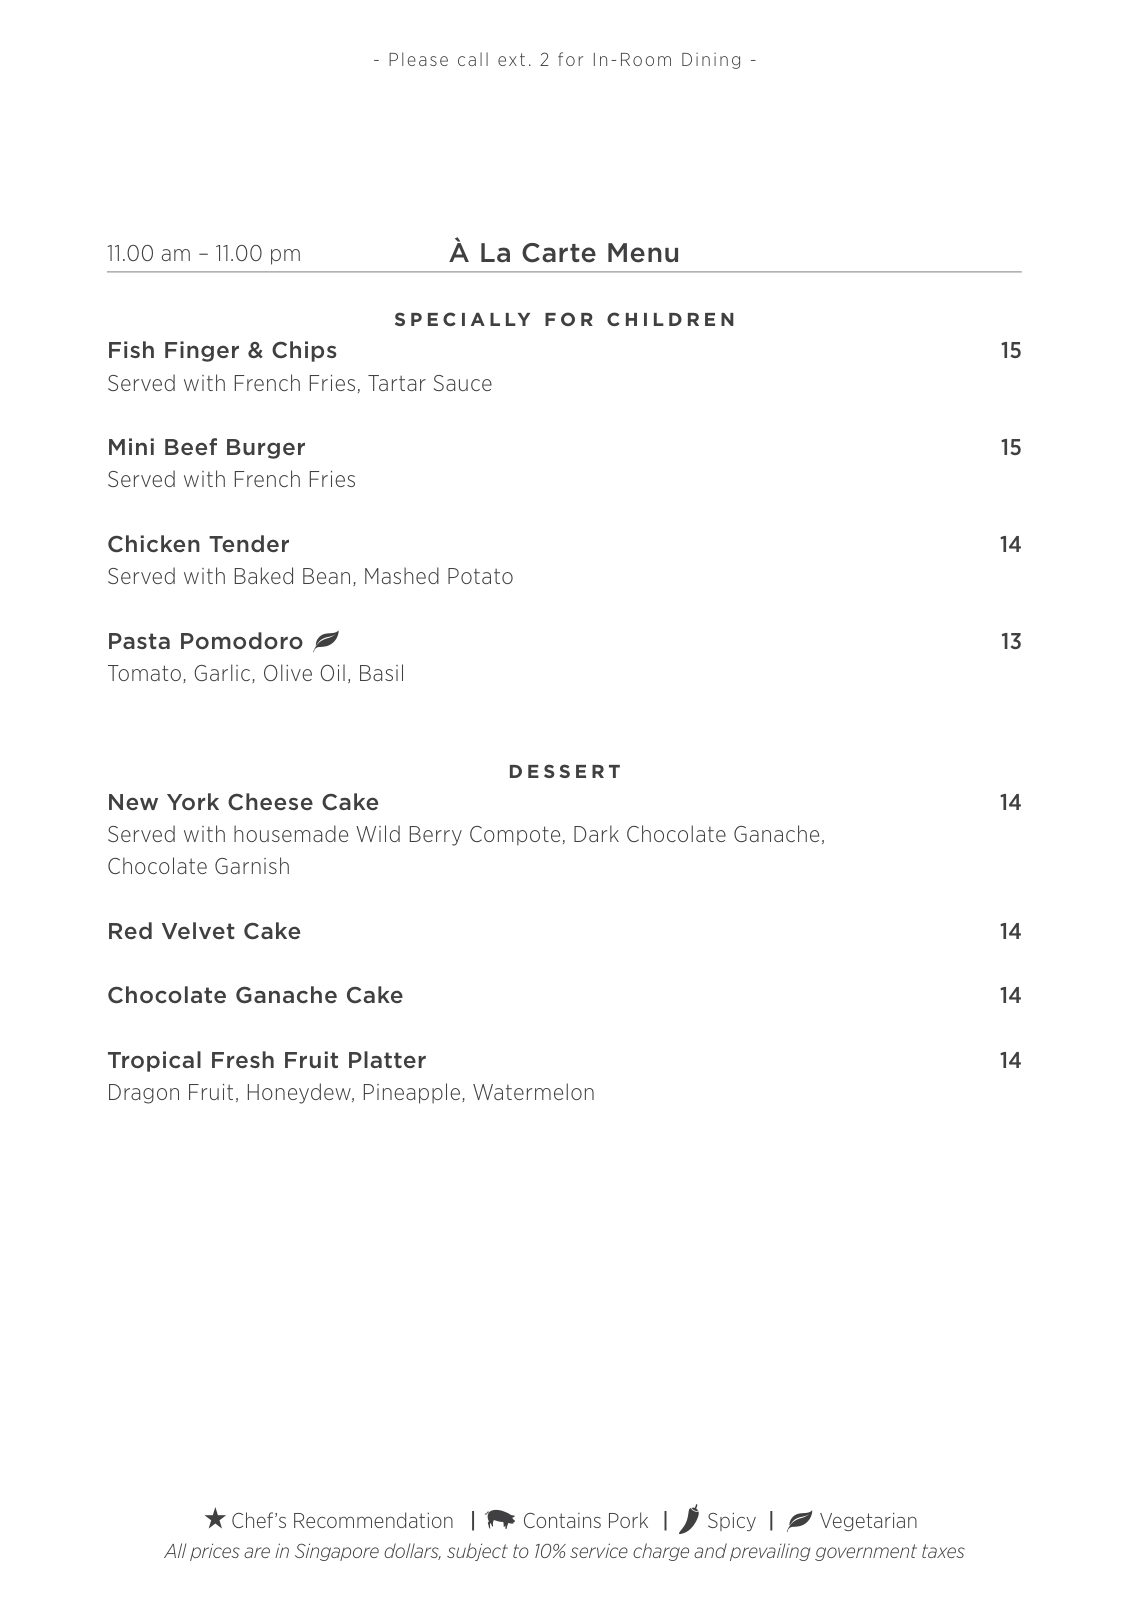 - Please call ext. 2 for In-Room Dining -
11.00 am – 11.00 pm À La Carte Menu
SPECIALLY FOR CHILDREN
Fish Finger & Chips 15
Served with French Fries, Tartar Sauce
Mini Beef Burger 15
Served with French Fries
Chicken Tender 14
Served with Baked Bean, Mashed Potato
Pasta Pomodoro 13
Tomato, Garlic, Olive Oil, Basil
DESSERT
New York Cheese Cake 14
Served with housemade Wild Berry Compote, Dark Chocolate Ganache,
Chocolate Garnish
Red Velvet Cake 14
Chocolate Ganache Cake 14
Tropical Fresh Fruit Platter 14
Dragon Fruit, Honeydew, Pineapple, Watermelon
★ Chef's Recommendation | Contains Pork | Spicy | Vegetarian
All prices are in Singapore dollars, subject to 10% service charge and prevailing government taxes